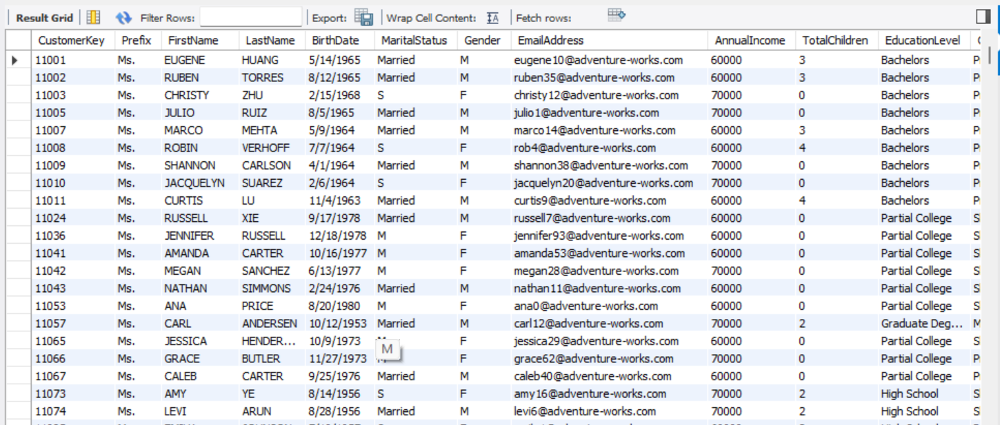 Result Grid Filter Rows: Export: Wrap Cell Content: IA Fetch rows:
CustomerKey Prefix FirstName LastName BirthDate MaritalStatus Gender EmailAddress AnnualIncome TotalChildren EducationLevel
11001 Ms. EUGENE HUANG 5/14/1965 Married M eugene10@adventure-works.com 60000 3 Bachelors P
11002 Ms. RUBEN TORRES 8/12/1965 Married M ruben35@adventure-works.com 60000 3 Bachelors P
11003 Ms. CHRISTY ZHU 2/15/1968 S F christy12@adventure-works.com 70000 0 Bachelors P
11005 Ms. JULIO RUIZ 8/5/1965 Married M julio1@adventure-works.com 70000 0 Bachelors P
11007 Ms. MARCO MEHTA 5/9/1964 Married M marco14@adventure-works.com 60000 3 Bachelors P
11008 Ms. ROBIN VERHOFF 7/7/1964 S F rob4@adventure-works.com 60000 4 Bachelors P
11009 Ms. SHANNON CARLSON 4/1/1964 Married M shannon38@adventure-works.com 70000 0 Bachelors P
11010 Ms. JACQUELYN SUAREZ 2/6/1964 S F jacquelyn20@adventure-works.com 70000 0 Bachelors P
11011 Ms. CURTIS LU 11/4/1963 Married M curtis9@adventure-works.com 60000 4 Bachelors P
11024 Ms. RUSSELL XIE 9/17/1978 Married M russell7@adventure-works.com 60000 0 Partial College S
11036 Ms. JENNIFER RUSSELL 12/18/1978 M F jennifer93@adventure-works.com 60000 0 Partial College S
11041 Ms. AMANDA CARTER 10/16/1977 M F amanda53@adventure-works.com 60000 0 Partial College S
11042 Ms. MEGAN SANCHEZ 6/13/1977 M F megan28@adventure-works.com 70000 0 Partial College S
11043 Ms. NATHAN SIMMONS 2/24/1976 Married M nathan11@adventure-works.com 60000 0 Partial College S
11053 Ms. ANA PRICE 8/20/1980 M F ana0@adventure-works.com 60000 0 Partial College S
11057 Ms. CARL ANDERSEN 10/12/1953 Married M carl12@adventure-works.com 70000 2 Graduate Deg... M
11065 Ms. JESSICA HENDER... 10/9/1973 M F jessica29@adventure-works.com 60000 0 Partial College S
11066 Ms. GRACE BUTLER 11/27/1973 F grace62@adventure-works.com 70000 0 Partial College P
11067 Ms. CALEB CARTER 9/25/1976 Married M caleb40@adventure-works.com 60000 0 Partial College P
11073 Ms. AMY YE 8/14/1956 S F amy16@adventure-works.com 70000 2 High School S
11074 Ms. LEVI ARUN 8/28/1956 Married M levi6@adventure-works.com 70000 2 High School S